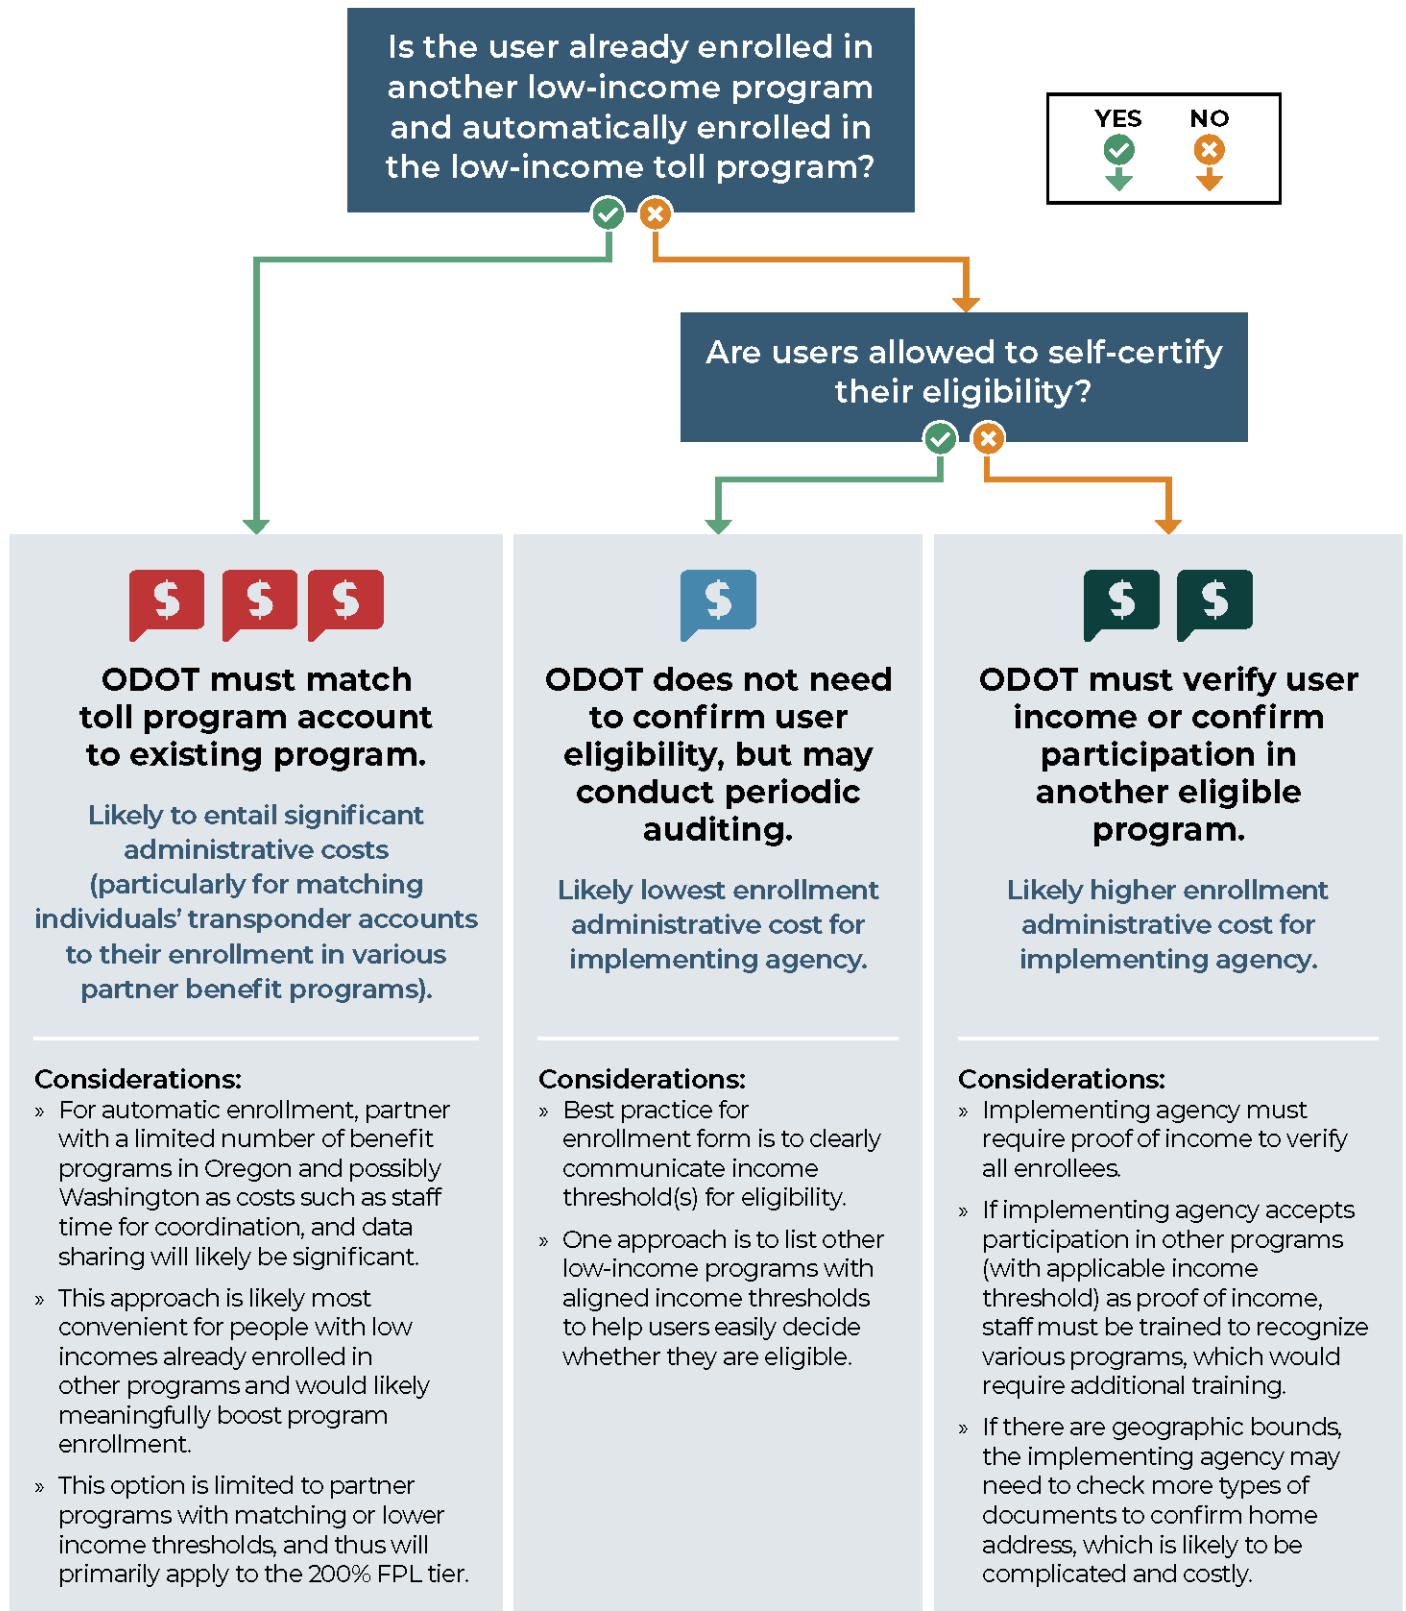 Is the user already enrolled in
another low-income program
and automatically enrolled in
the low-income toll program?
YES NO
Are users allowed to self-certify
their eligibility?
$ $ $
ODOT must match
toll program account
to existing program.
Likely to entail significant
administrative costs
(particularly for matching
individuals’ transponder accounts
to their enrollment in various
partner benefit programs).
Considerations:
» For automatic enrollment, partner
with a limited number of benefit
programs in Oregon and possibly
Washington as costs such as staff
time for coordination, and data
sharing will likely be significant.
» This approach is likely most
convenient for people with low
incomes already enrolled in
other programs and would likely
meaningfully boost program
enrollment.
» This option is limited to partner
programs with matching or lower
income thresholds, and thus will
primarily apply to the 200% FPL tier.
$
ODOT does not need
to confirm user
eligibility, but may
conduct periodic
auditing.
Likely lowest enrollment
administrative cost for
implementing agency.
Considerations:
» Best practice for
enrollment form is to clearly
communicate income
threshold(s) for eligibility.
» One approach is to list other
low-income programs with
aligned income thresholds
to help users easily decide
whether they are eligible.
$ $
ODOT must verify user
income or confirm
participation in
another eligible
program.
Likely higher enrollment
administrative cost for
implementing agency.
Considerations:
» Implementing agency must
require proof of income to verify
all enrollees.
» If implementing agency accepts
participation in other programs
(with applicable income
threshold) as proof of income,
staff must be trained to recognize
various programs, which would
require additional training.
» If there are geographic bounds,
the implementing agency may
need to check more types of
documents to confirm home
address, which is likely to be
complicated and costly.